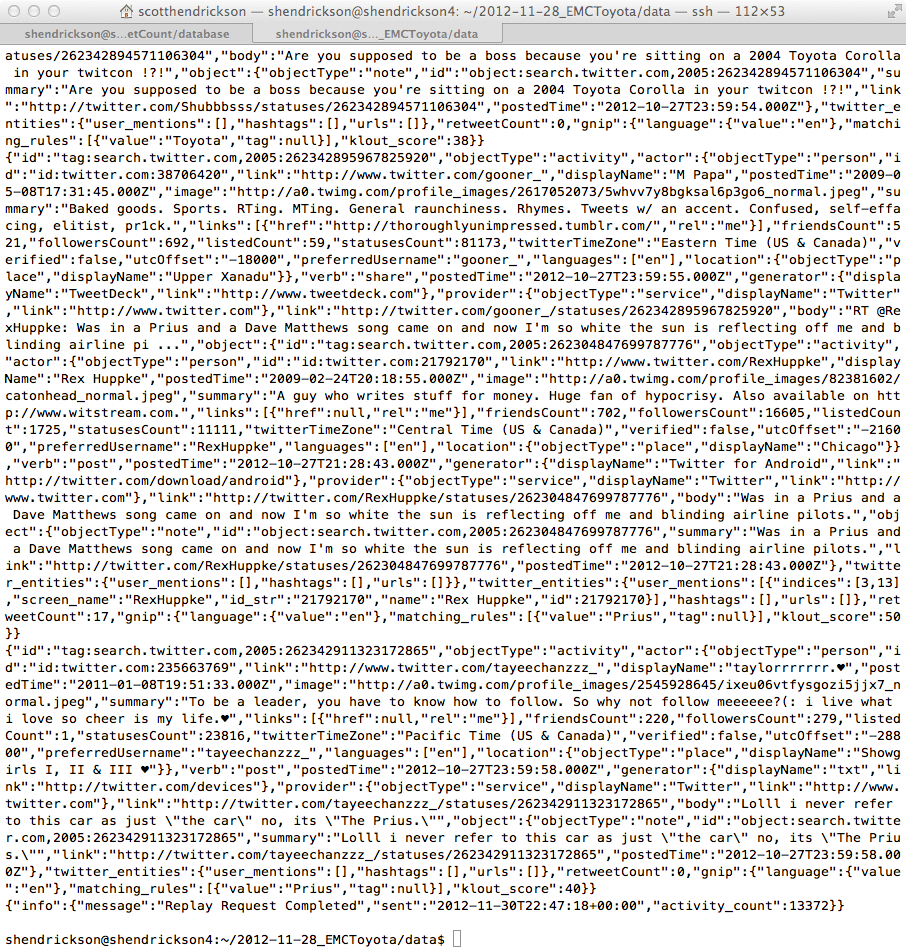 scotthendrickson — shendrickson@shendrickson4: ~/2012-11-28_EMCToyota/data — ssh — 112×53
shendrickson@s...etCount/database shendrickson@s..._EMCToyota/data
atuses/262342894571106304","body":"Are you supposed to be a boss because you're sitting on a 2004 Toyota Corolla
 in your twitcon !?!","object":{"objectType":"note","id":"object:search.twitter.com,2005:262342894571106304","su
mmary":"Are you supposed to be a boss because you're sitting on a 2004 Toyota Corolla in your twitcon !?!","link
":"http://twitter.com/Shubbbsss/statuses/262342894571106304","postedTime":"2012-10-27T23:59:54.000Z"},"twitter_e
ntities":{"user_mentions":[],"hashtags":[],"urls":[]},"retweetCount":0,"gnip":{"language":{"value":"en"},"matchi
ng_rules":[{"value":"Toyota","tag":null}],"klout_score":38}}
{"id":"tag:search.twitter.com,2005:262342895967825920","objectType":"activity","actor":{"objectType":"person","i
d":"id:twitter.com:38706420","link":"http://www.twitter.com/gooner_","displayName":"M Papa","postedTime":"2009-0
5-08T17:31:45.000Z","image":"http://a0.twimg.com/profile_images/2617052073/5whvv7y8bgksal6p3go6_normal.jpeg","su
mmary":"Baked goods. Sports. RTing. MTing. General raunchiness. Rhymes. Tweets w/ an accent. Confused, self-effa
cing, elitist, pr1ck.","links":[{"href":"http://thoroughlyunimpressed.tumblr.com/","rel":"me"}],"friendsCount":5
21,"followersCount":692,"listedCount":59,"statusesCount":81173,"twitterTimeZone":"Eastern Time (US & Canada)","v
erified":false,"utcOffset":"-18000","preferredUsername":"gooner_","languages":["en"],"location":{"objectType":"p
lace","displayName":"Upper Xanadu"}},"verb":"share","postedTime":"2012-10-27T23:59:55.000Z","generator":{"displa
yName":"TweetDeck","link":"http://www.tweetdeck.com"},"provider":{"objectType":"service","displayName":"Twitter"
,"link":"http://www.twitter.com"},"link":"http://twitter.com/gooner_/statuses/262342895967825920","body":"RT @Re
xHuppke: Was in a Prius and a Dave Matthews song came on and now I'm so white the sun is reflecting off me and b
linding airline pi ...","object":{"id":"tag:search.twitter.com,2005:262304847699787776","objectType":"activity",
"actor":{"objectType":"person","id":"id:twitter.com:21792170","link":"http://www.twitter.com/RexHuppke","display
Name":"Rex Huppke","postedTime":"2009-02-24T20:18:55.000Z","image":"http://a0.twimg.com/profile_images/82381602/
catonhead_normal.jpeg","summary":"A guy who writes stuff for money. Huge fan of hypocrisy. Also available on htt
p://www.witstream.com.","links":[{"href":null,"rel":"me"}],"friendsCount":702,"followersCount":16605,"listedCoun
t":1725,"statusesCount":11111,"twitterTimeZone":"Central Time (US & Canada)","verified":false,"utcOffset":"-2160
0","preferredUsername":"RexHuppke","languages":["en"],"location":{"objectType":"place","displayName":"Chicago"}}
,"verb":"post","postedTime":"2012-10-27T21:28:43.000Z","generator":{"displayName":"Twitter for Android","link":"
http://twitter.com/download/android"},"provider":{"objectType":"service","displayName":"Twitter","link":"http://
www.twitter.com"},"link":"http://twitter.com/RexHuppke/statuses/262304847699787776","body":"Was in a Prius and a
 Dave Matthews song came on and now I'm so white the sun is reflecting off me and blinding airline pilots.","obj
ect":{"objectType":"note","id":"object:search.twitter.com,2005:262304847699787776","summary":"Was in a Prius and
 a Dave Matthews song came on and now I'm so white the sun is reflecting off me and blinding airline pilots.","l
ink":"http://twitter.com/RexHuppke/statuses/262304847699787776","postedTime":"2012-10-27T21:28:43.000Z"},"twitte
r_entities":{"user_mentions":[],"hashtags":[],"urls":[]}},"twitter_entities":{"user_mentions":[{"indices":[3,13]
,"screen_name":"RexHuppke","id_str":"21792170","name":"Rex Huppke","id":21792170}],"hashtags":[],"urls":[]},"ret
weetCount":17,"gnip":{"language":{"value":"en"},"matching_rules":[{"value":"Prius","tag":null}],"klout_score":50
}}
{"id":"tag:search.twitter.com,2005:262342911323172865","objectType":"activity","actor":{"objectType":"person","i
d":"id:twitter.com:235663769","link":"http://www.twitter.com/tayeechanzzz_","displayName":"taylorrrrrrr.♥","post
edTime":"2011-01-08T19:51:33.000Z","image":"http://a0.twimg.com/profile_images/2545928645/ixeu06vtfysgozi5jjx7_n
ormal.jpeg","summary":"To be a leader, you have to know how to follow. So why not follow meeeeee?(: i live what
i love so cheer is my life.♥","links":[{"href":null,"rel":"me"}],"friendsCount":220,"followersCount":279,"listed
Count":1,"statusesCount":23816,"twitterTimeZone":"Pacific Time (US & Canada)","verified":false,"utcOffset":"-288
00","preferredUsername":"tayeechanzzz_","languages":["en"],"location":{"objectType":"place","displayName":"Showg
irls I, II & III ♥"}},"verb":"post","postedTime":"2012-10-27T23:59:58.000Z","generator":{"displayName":"txt","li
nk":"http://twitter.com/devices"},"provider":{"objectType":"service","displayName":"Twitter","link":"http://www.
twitter.com"},"link":"http://twitter.com/tayeechanzzz_/statuses/262342911323172865","body":"Lolll i never refer
to this car as just \"the car\" no, its \"The Prius.\"","object":{"objectType":"note","id":"object:search.twitte
r.com,2005:262342911323172865","summary":"Lolll i never refer to this car as just \"the car\" no, its \"The Priu
s.\"","link":"http://twitter.com/tayeechanzzz_/statuses/262342911323172865","postedTime":"2012-10-27T23:59:58.00
0Z"},"twitter_entities":{"user_mentions":[],"hashtags":[],"urls":[]},"retweetCount":0,"gnip":{"language":{"value
":"en"},"matching_rules":[{"value":"Prius","tag":null}],"klout_score":40}}
{"info":{"message":"Replay Request Completed","sent":"2012-11-30T22:47:18+00:00","activity_count":13372}}
shendrickson@shendrickson4:~/2012-11-28_EMCToyota/data$